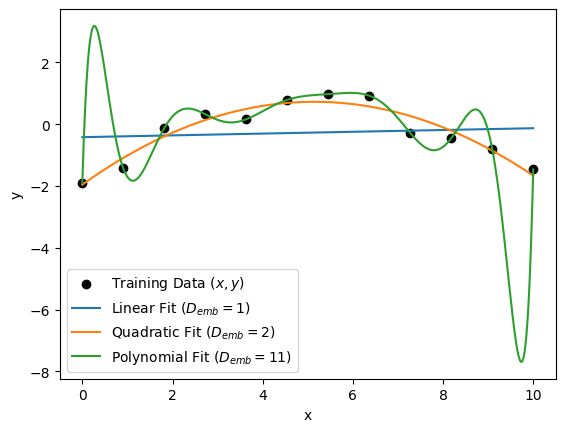 2
0
−2
−4
−6
−8
y
Training Data (x, y)
Linear Fit (D_emb = 1)
Quadratic Fit (D_emb = 2)
Polynomial Fit (D_emb = 11)
0 2 4 6 8 10
x